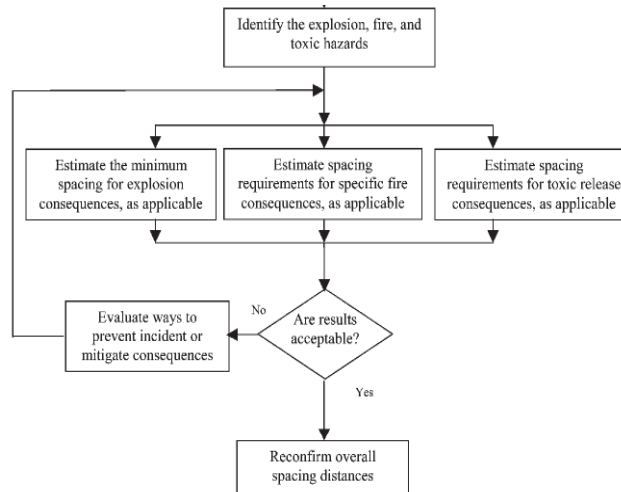 Identify the explosion, fire, and
toxic hazards
Estimate the minimum
spacing for explosion
consequences, as applicable
Estimate spacing
requirements for specific fire
consequences, as applicable
Estimate spacing
requirements for toxic release
consequences, as applicable
Evaluate ways to
prevent incident or
mitigate consequences
No
Are results
acceptable?
Yes
Reconfirm overall
spacing distances